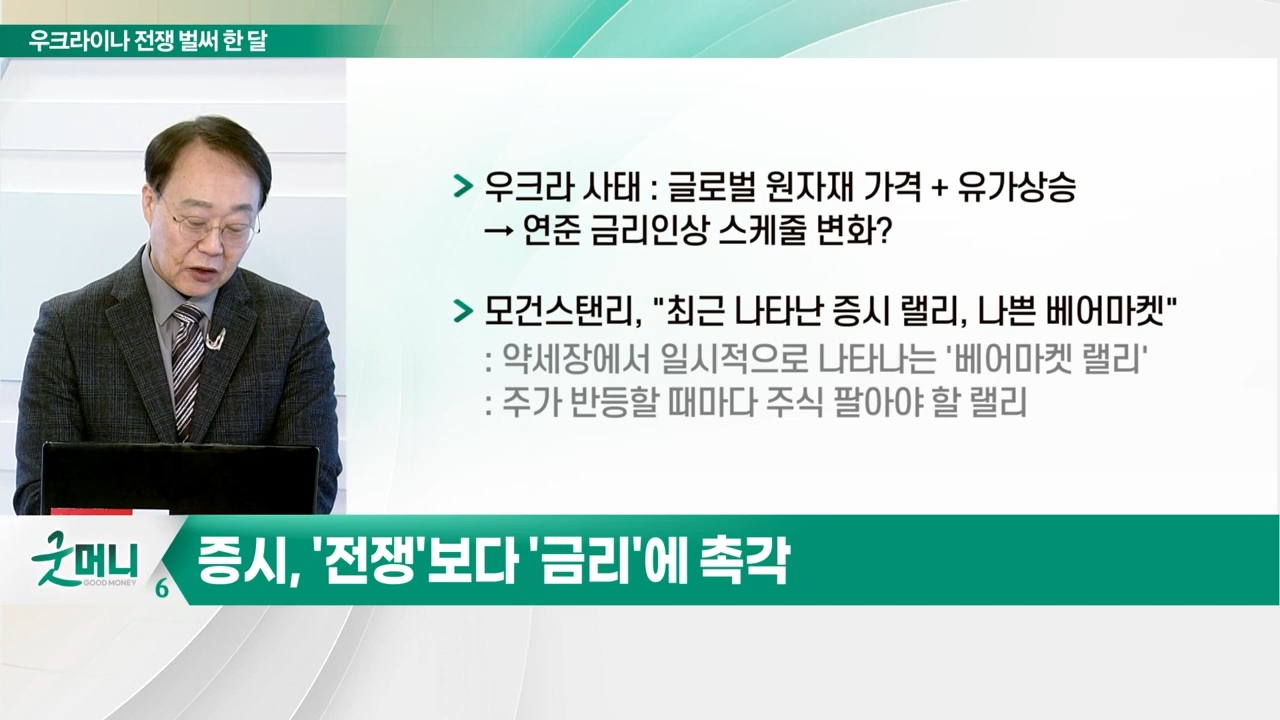 우크라이나 전쟁 벌써 한 달
우크라 사태 : 글로벌 원자재 가격 + 유가상승
→ 연준 금리인상 스케줄 변화?
모건스탠리, "최근 나타난 증시 랠리, 나쁜 베어마켓"
: 약세장에서 일시적으로 나타나는 '베어마켓 랠리'
: 주가 반등할 때마다 주식 팔아야 할 랠리
굿머니
GOOD MONEY
6
증시, '전쟁'보다 '금리'에 촉각